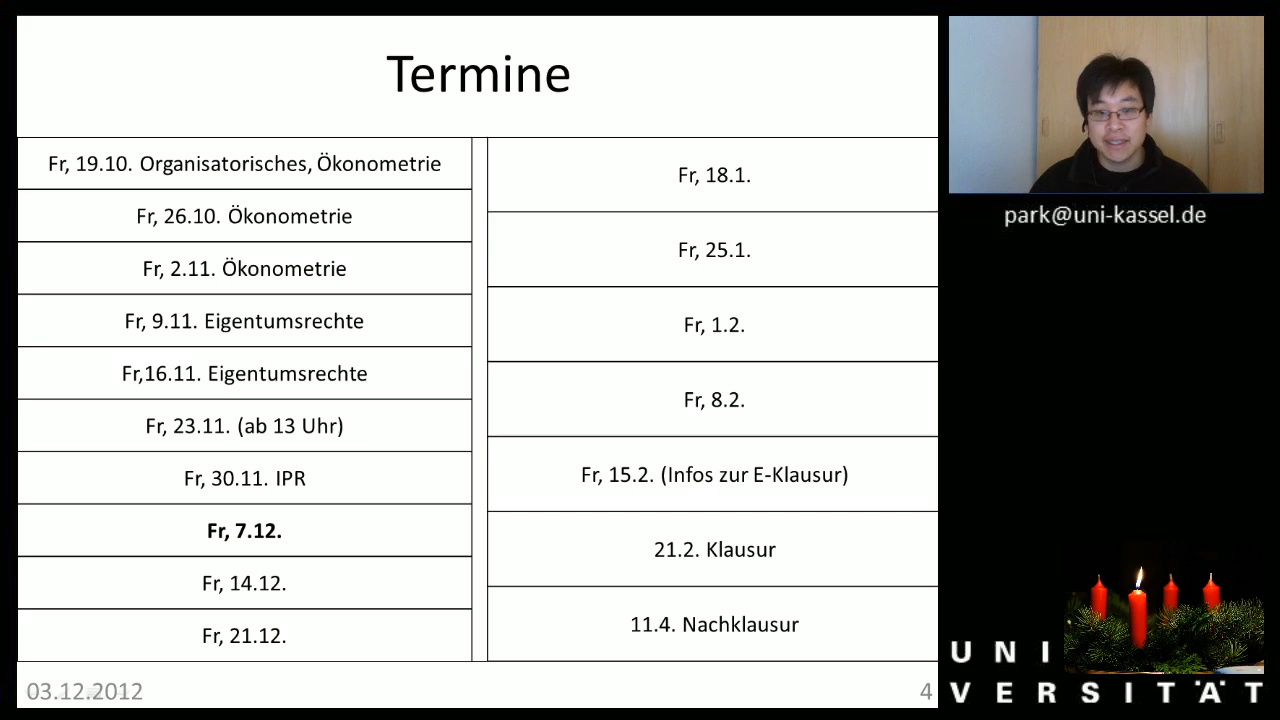 Termine
Fr, 19.10. Organisatorisches, Ökonometrie
Fr, 26.10. Ökonometrie
Fr, 2.11. Ökonometrie
Fr, 9.11. Eigentumsrechte
Fr,16.11. Eigentumsrechte
Fr, 23.11. (ab 13 Uhr)
Fr, 30.11. IPR
Fr, 7.12.
Fr, 14.12.
Fr, 21.12.
Fr, 18.1.
Fr, 25.1.
Fr, 1.2.
Fr, 8.2.
Fr, 15.2. (Infos zur E-Klausur)
21.2. Klausur
11.4. Nachklausur
03.12.2012
4
park@uni-kassel.de
UNI
VERSITÄT